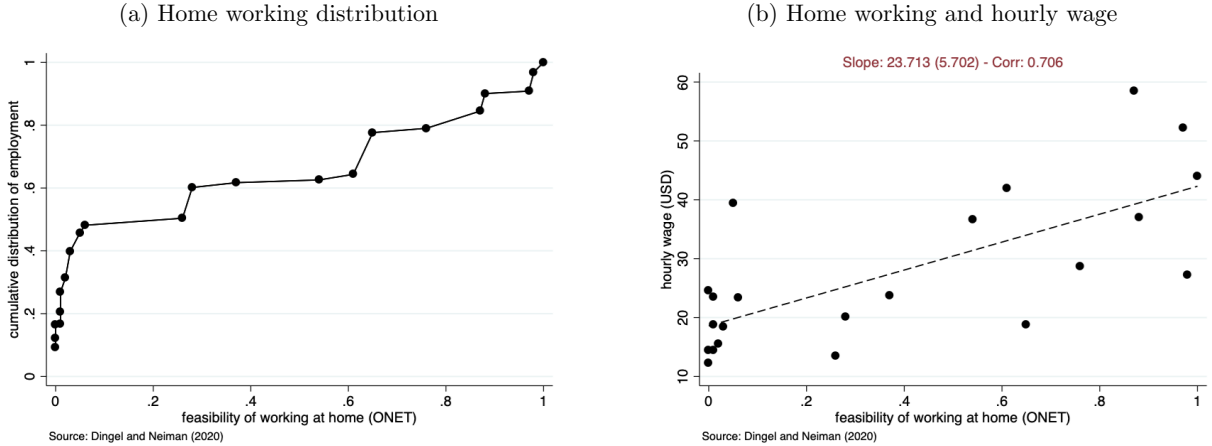 (a) Home working distribution
cumulative distribution of employment
1
.8
.6
.4
.2
0
0 .2 .4 .6 .8 1
feasibility of working at home (ONET)
Source: Dingel and Neiman (2020)
(b) Home working and hourly wage
Slope: 23.713 (5.702) - Corr: 0.706
hourly wage (USD)
60
50
40
30
20
10
0 .2 .4 .6 .8 1
feasibility of working at home (ONET)
Source: Dingel and Neiman (2020)